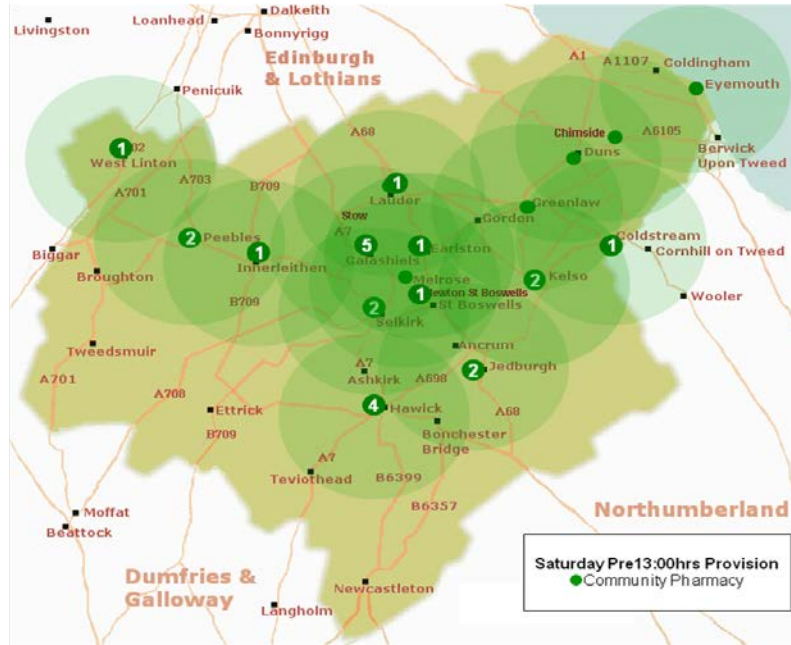 Dalkeith
Loanhead
Livingston
Bonnyrigg
Edinburgh
& Lothians
A1
A1107
Coldingham
Eyemouth
Penicuik
A68
A6105
Chirnside
Berwick
Upon Tweed
1
02
West Linton
Duns
A701
A703
B709
1
Lauder
Greenlaw
Stow
Gordon
A7
2
Peebles
5
1
Earlston
1
Coldstream
Cornhill on Tweed
Biggar
1
Innerleithen
Galashiels
Broughton
Melrose
2
Kelso
1
Newton St Boswells
B709
2
St Boswells
Wooler
Selkirk
Tweedsmuir
Ancrum
A7
A701
A708
Ashkirk
A698
2
Jedburgh
4
Hawick
A68
Ettrick
B709
Bonchester
Bridge
A7
Teviothead
B6399
B6357
Northumberland
Moffat
Beattock
Saturday Pre13:00hrs Provision
Community Pharmacy
Dumfries &
Galloway
Newcastleton
Langholm